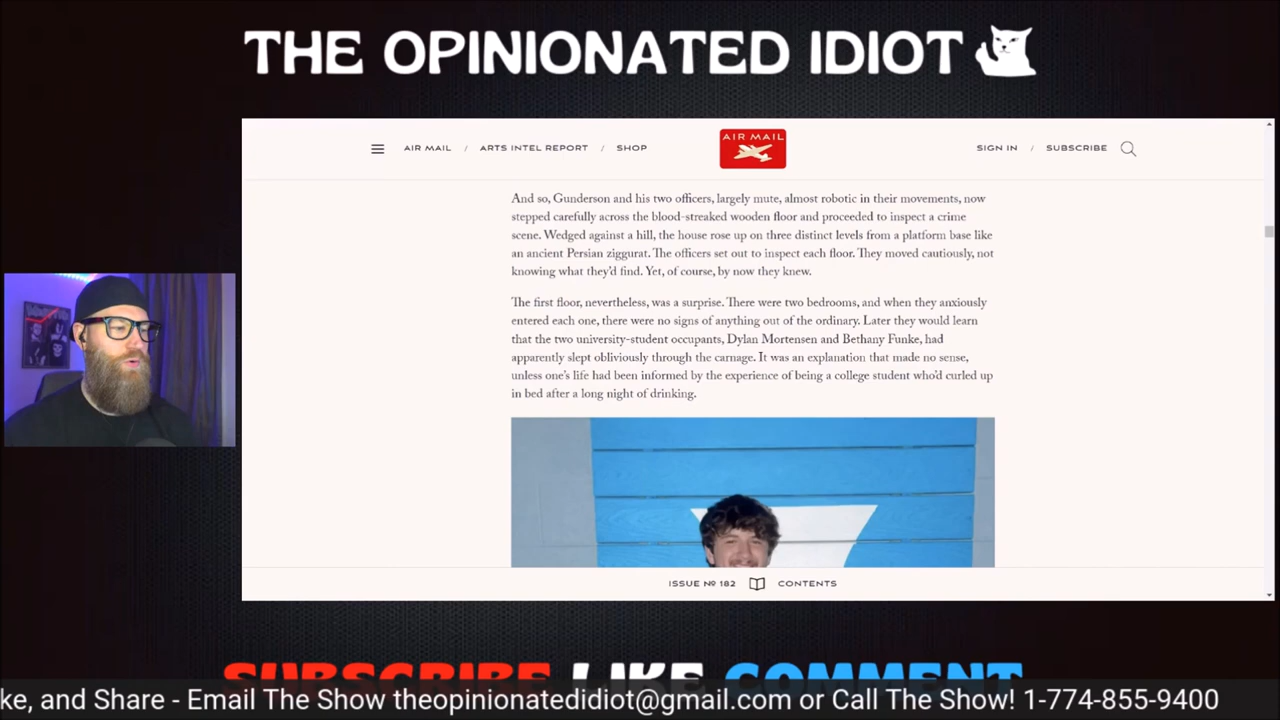 THE OPINIONATED IDIOT
AIR MAIL / ARTS INTEL REPORT / SHOP
AIR MAIL
SIGN IN / SUBSCRIBE
And so, Gunderson and his two officers, largely mute, almost robotic in their movements, now
stepped carefully across the blood-streaked wooden floor and proceeded to inspect a crime
scene. Wedged against a hill, the house rose up on three distinct levels from a platform base like
an ancient Persian ziggurat. The officers set out to inspect each floor. They moved cautiously, not
knowing what they'd find. Yet, of course, by now they knew.
The first floor, nevertheless, was a surprise. There were two bedrooms, and when they anxiously
entered each one, there were no signs of anything out of the ordinary. Later they would learn
that the two university-student occupants, Dylan Mortensen and Bethany Funke, had
apparently slept obliviously through the carnage. It was an explanation that made no sense,
unless one's life had been informed by the experience of being a college student who'd curled up
in bed after a long night of drinking.
ISSUE Nº 182 CONTENTS
SUBSCRIBE LIKE COMMENT
ke, and Share - Email The Show theopinionatedidiot@gmail.com or Call The Show! 1-774-855-9400